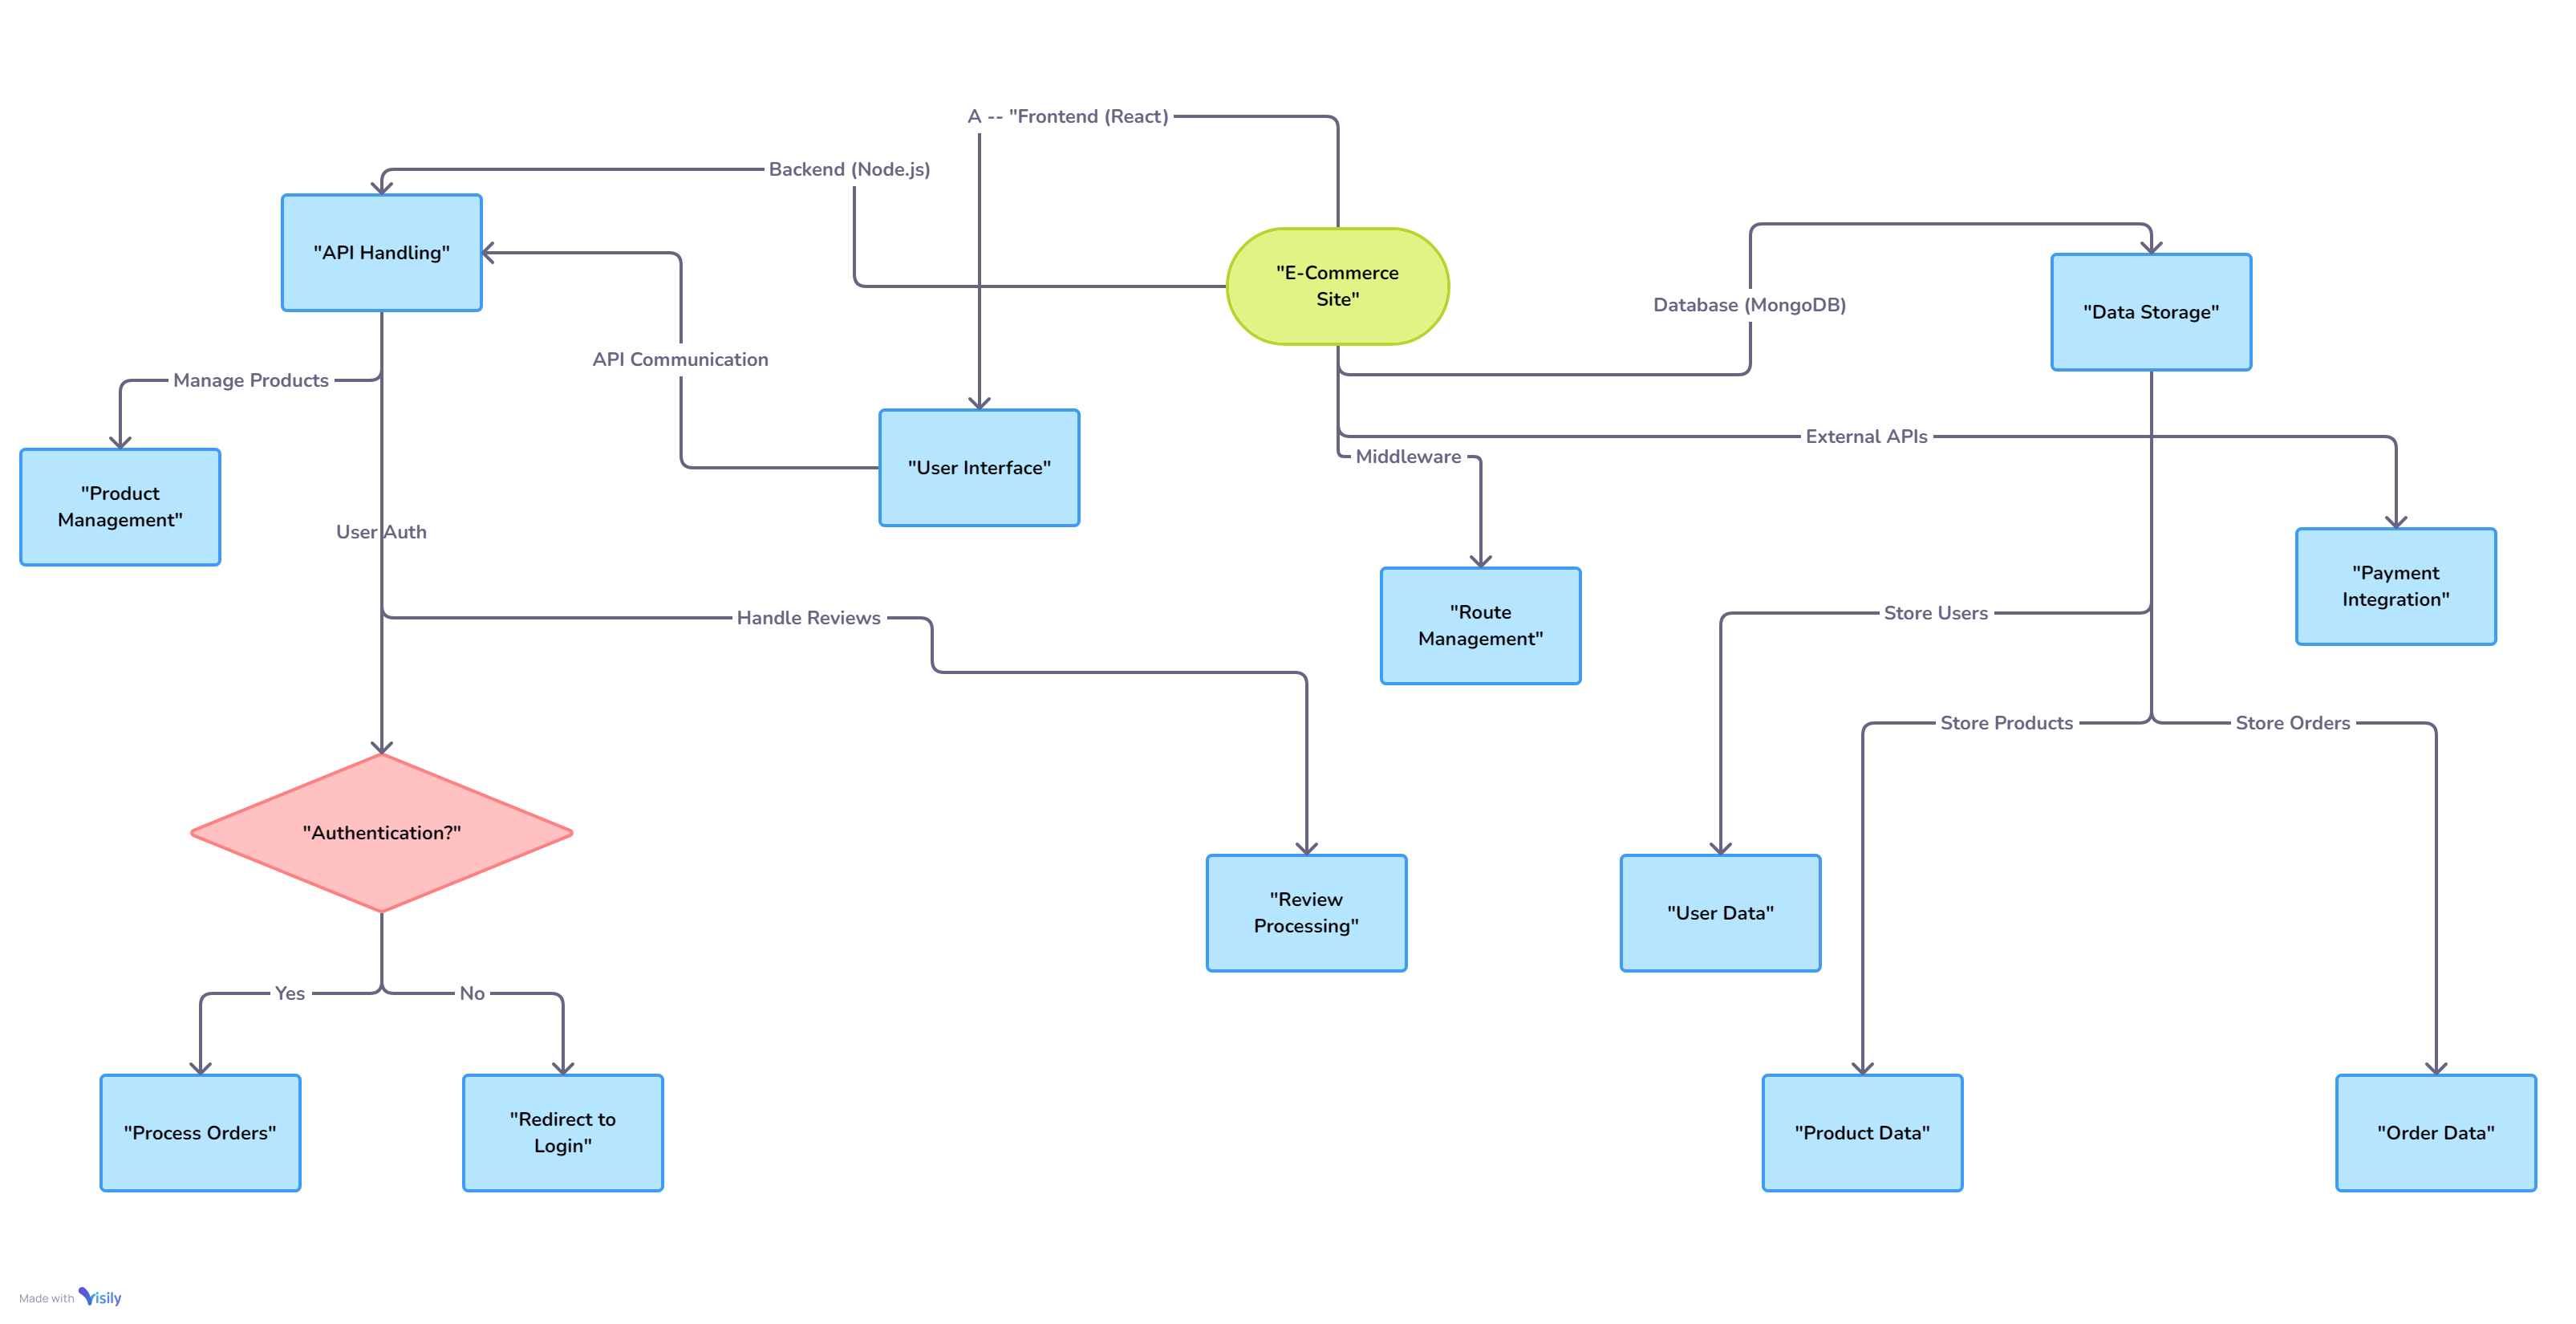 A -- "Frontend (React)
Backend (Node.js)
"API Handling"
"E-Commerce
Site"
Database (MongoDB)
"Data Storage"
API Communication
Manage Products
External APIs
Middleware
"User Interface"
"Product
Management"
User Auth
"Payment
Integration"
"Route
Management"
Handle Reviews
Store Users
Store Products
Store Orders
"Authentication?"
"Review
Processing"
"User Data"
Yes
No
"Process Orders"
"Redirect to
Login"
"Product Data"
"Order Data"
Made with Visily